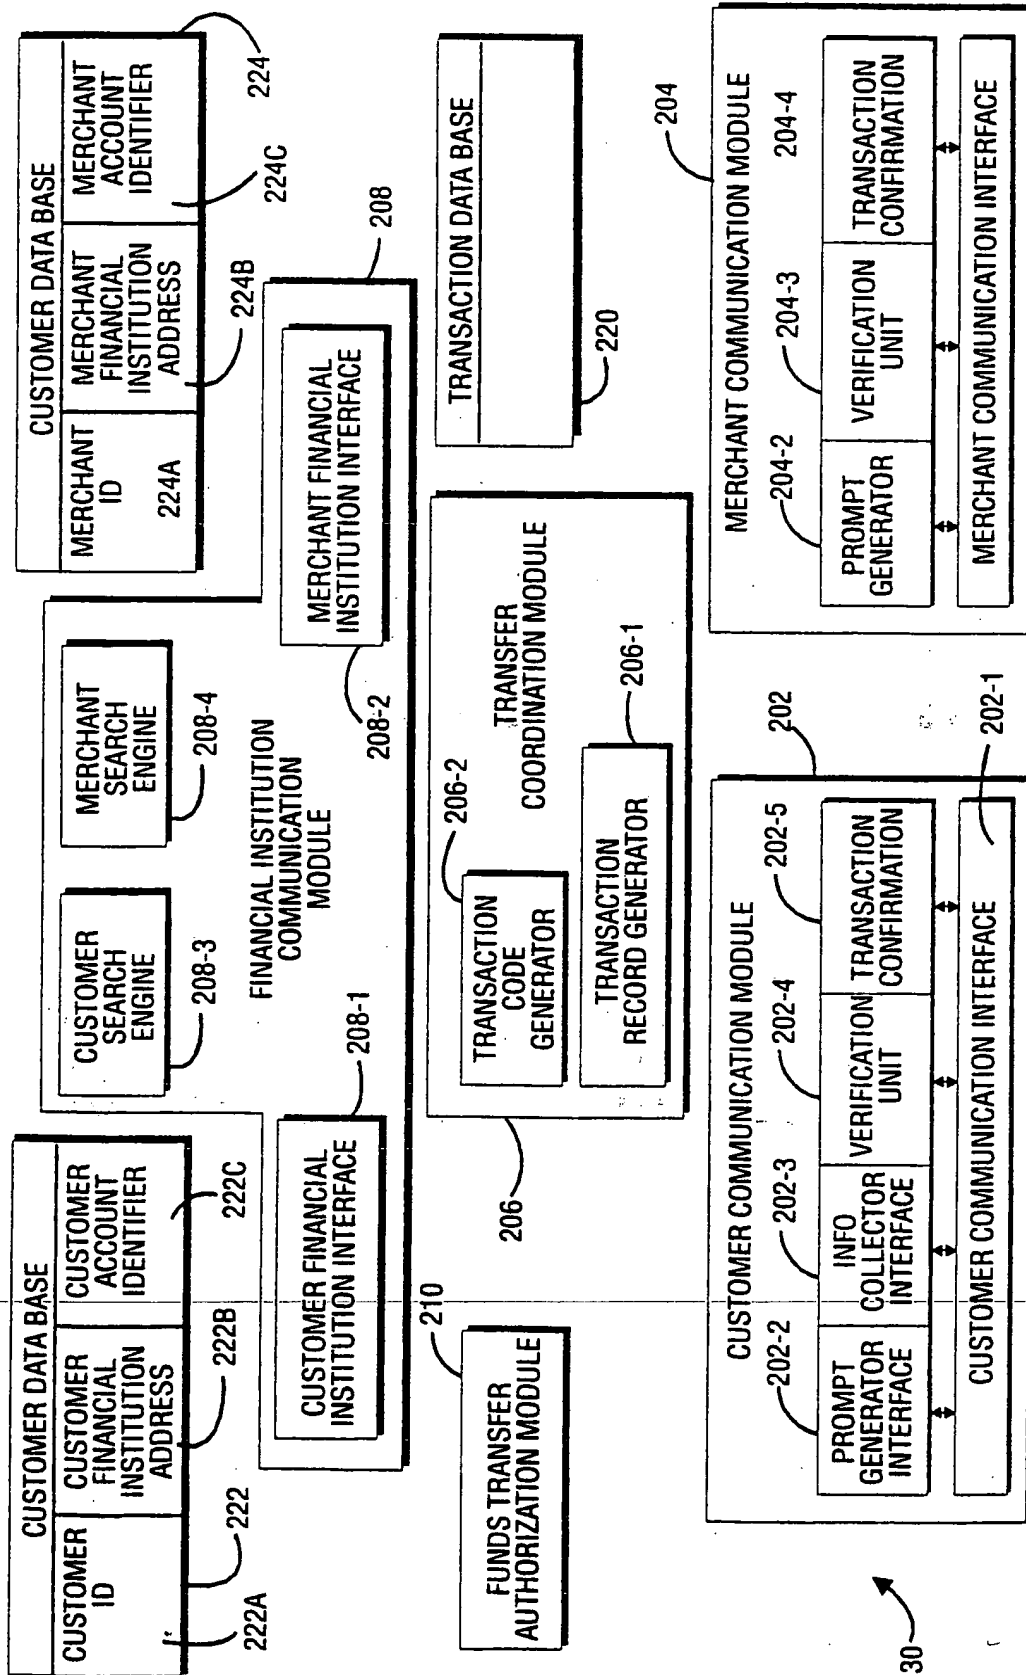 CUSTOMER DATA BASE
CUSTOMER
ID
CUSTOMER
FINANCIAL
INSTITUTION
ADDRESS
CUSTOMER
ACCOUNT
IDENTIFIER
222A
222
222B
222C
CUSTOMER
SEARCH
ENGINE
208-3
MERCHANT
SEARCH
ENGINE
208-4
CUSTOMER DATA BASE
MERCHANT
ID
224A
MERCHANT
FINANCIAL
INSTITUTION
ADDRESS
224B
MERCHANT
ACCOUNT
IDENTIFIER
224C
224
FINANCIAL INSTITUTION
COMMUNICATION
MODULE
CUSTOMER FINANCIAL
INSTITUTION INTERFACE
208-1
MERCHANT FINANCIAL
INSTITUTION INTERFACE
208-2
208
210
FUNDS TRANSFER
AUTHORIZATION MODULE
206
TRANSACTION
CODE
GENERATOR
206-2
TRANSFER
COORDINATION MODULE
TRANSACTION
RECORD GENERATOR
206-1
TRANSACTION DATA BASE
220
CUSTOMER COMMUNICATION MODULE
202
202-2
202-3
202-4
202-5
PROMPT
GENERATOR
INTERFACE
INFO
COLLECTOR
INTERFACE
VERIFICATION
UNIT
TRANSACTION
CONFIRMATION
CUSTOMER COMMUNICATION INTERFACE
202-1
MERCHANT COMMUNICATION MODULE
204
204-2
204-3
204-4
PROMPT
GENERATOR
VERIFICATION
UNIT
TRANSACTION
CONFIRMATION
MERCHANT COMMUNICATION INTERFACE
30